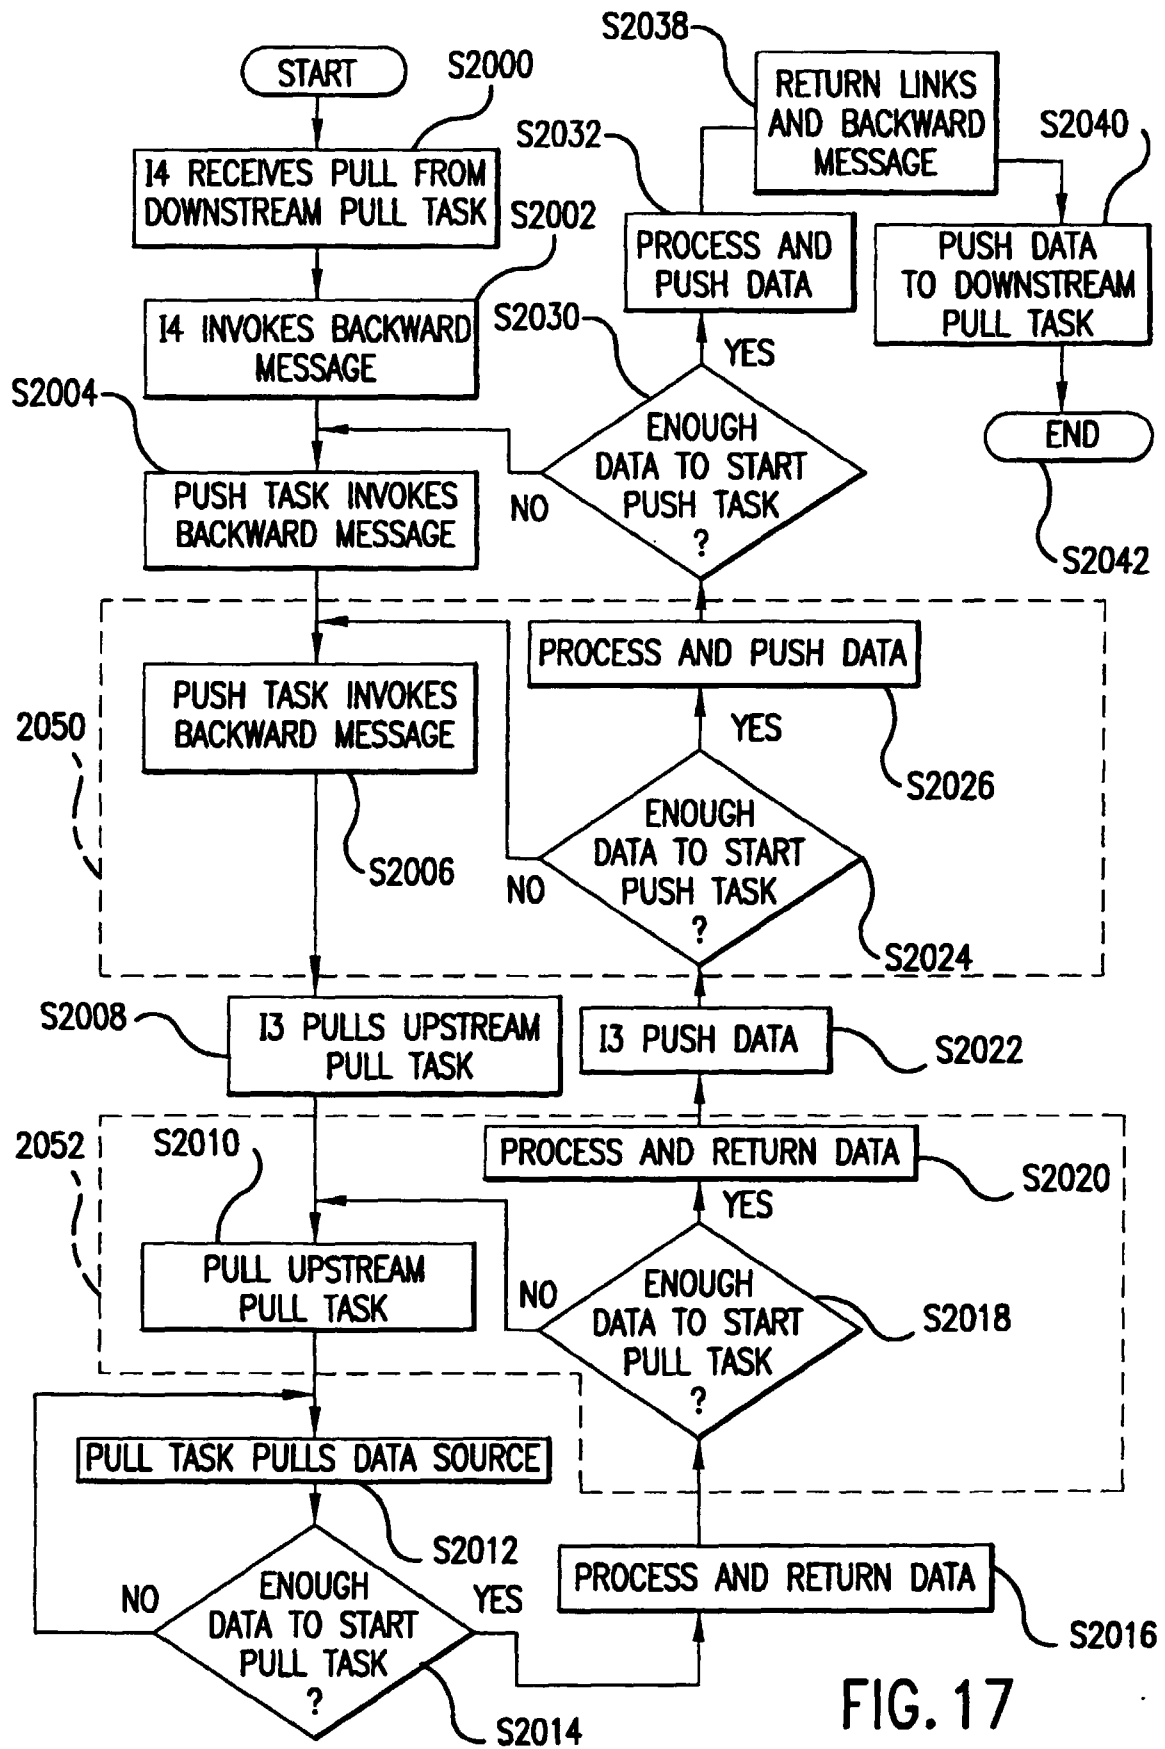 START
S2000
I4 RECEIVES PULL FROM
DOWNSTREAM PULL TASK
S2002
I4 INVOKES BACKWARD
MESSAGE
S2004
PUSH TASK INVOKES
BACKWARD MESSAGE
2050
PUSH TASK INVOKES
BACKWARD MESSAGE
S2006
S2008
I3 PULLS UPSTREAM
PULL TASK
2052
S2010
PULL UPSTREAM
PULL TASK
PULL TASK PULLS DATA SOURCE
S2012
NO
ENOUGH
DATA TO START
PULL TASK
?
YES
S2014
PROCESS AND RETURN DATA
S2016
ENOUGH
DATA TO START
PULL TASK
?
NO
S2018
YES
PROCESS AND RETURN DATA
S2020
I3 PUSH DATA
S2022
ENOUGH
DATA TO START
PUSH TASK
?
NO
S2024
YES
PROCESS AND PUSH DATA
S2026
S2030
ENOUGH
DATA TO START
PUSH TASK
?
NO
YES
S2032
PROCESS AND
PUSH DATA
S2038
RETURN LINKS
AND BACKWARD
MESSAGE
S2040
PUSH DATA
TO DOWNSTREAM
PULL TASK
END
S2042
FIG. 17